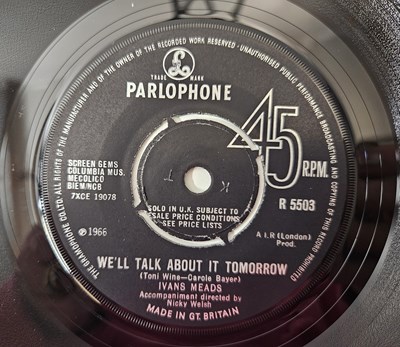 THE GRAMOPHONE CO. LTD. ALL RIGHTS OF THE MANUFACTURER AND OF THE OWNER OF THE RECORDED WORK RESERVED · UNAUTHORISED PUBLIC PERFORMANCE BROADCASTING AND COPYING OF THIS RECORD PROHIBITED
£
TRADE MARK
PARLOPHONE
45
R.P.M.
R 5503
SCREEN GEMS
COLUMBIA MUS.
MECOLICO
BIEM/NCB
7XCE 19078
K T
SOLD IN U.K. SUBJECT TO
RESALE PRICE CONDITIONS
SEE PRICE LISTS
℗1966
A I R (London)
Prod.
WE'LL TALK ABOUT IT TOMORROW
(Toni Wine—Carole Bayer)
IVANS MEADS
Accompaniment directed by
Nicky Welsh
MADE IN GT. BRITAIN